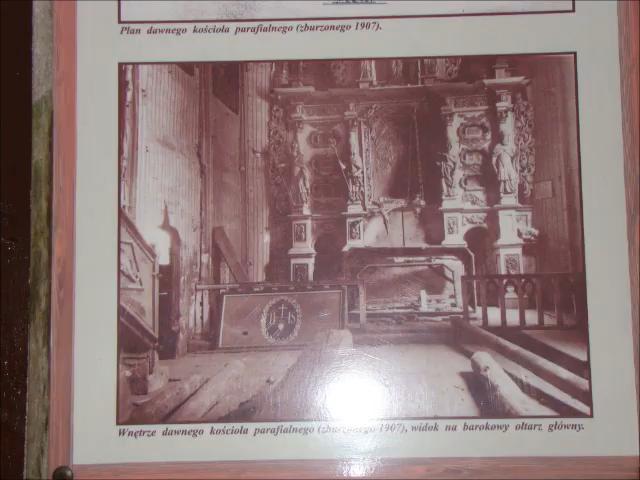 Plan dawnego kościoła parafialnego (zburzonego 1907).
Wnętrze dawnego kościoła parafialnego (zburzonego 1907), widok na barokowy ołtarz główny.